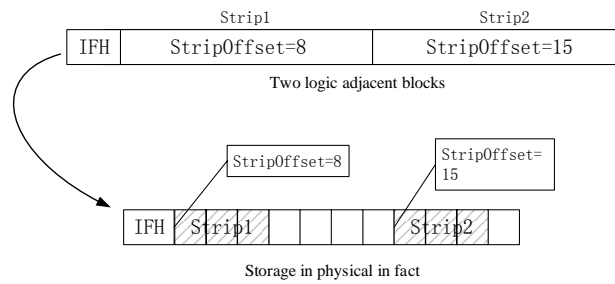 Strip1 Strip2
IFH StripOffset=8 StripOffset=15
Two logic adjacent blocks
StripOffset=8
StripOffset=
15
IFH Strip1 Strip2
Storage in physical in fact